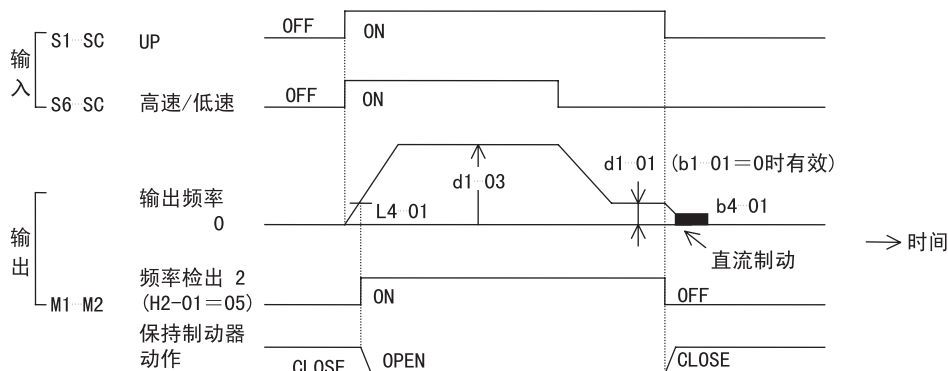 输入
S1…SC UP OFF ON
S6…SC 高速/低速 OFF ON
d1…01 (b1…01=0时有效)
d1…03
输出频率
0
L4…01
b4…01
时间
直流制动
输出
频率检出 2
(H2-01=05)
M1…M2
ON
OFF
保持制动器
动作
CLOSE OPEN CLOSE